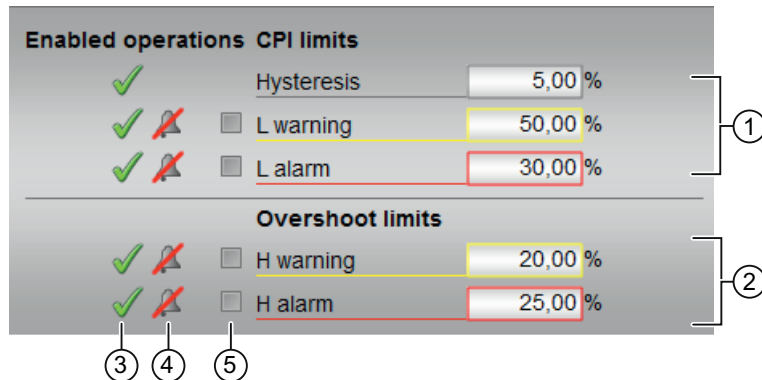 Enabled operations CPI limits
Hysteresis 5,00 %
L warning 50,00 %
1
L alarm 30,00 %
Overshoot limits
H warning 20,00 %
2
H alarm 25,00 %
3 4 5